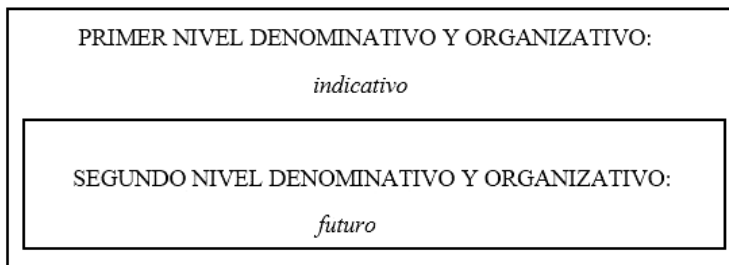 PRIMER NIVEL DENOMINATIVO Y ORGANIZATIVO:
indicativo
SEGUNDO NIVEL DENOMINATIVO Y ORGANIZATIVO:
futuro